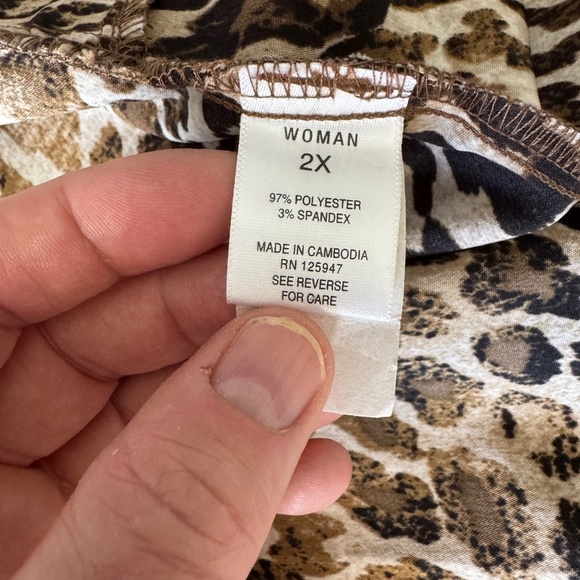 WOMAN
2X
97% POLYESTER
3% SPANDEX
MADE IN CAMBODIA
RN 125947
SEE REVERSE
FOR CARE